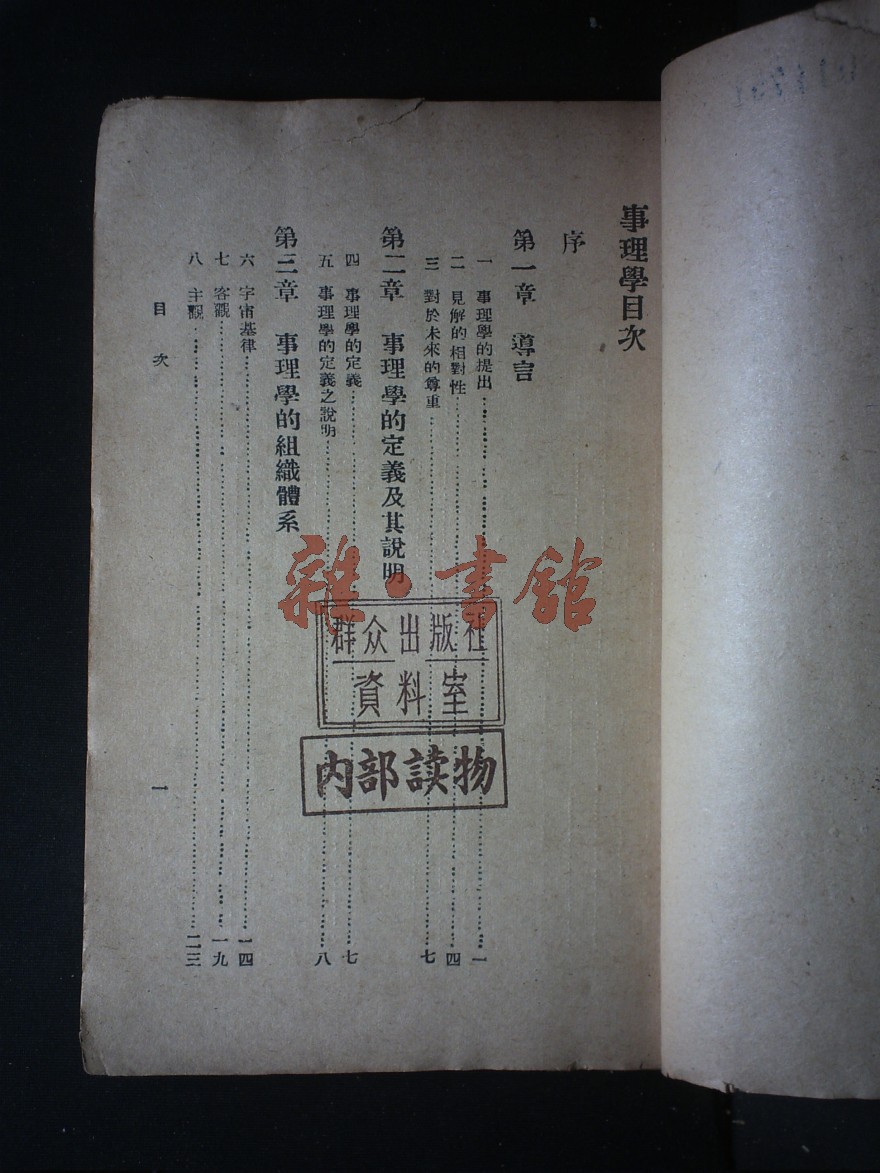 事理學目次
序
第一章　導言
一　事理學的提出……一
二　見解的相對性……四
三　對於未來的尊重……七
第二章　事理學的定義及其說明
四　事理學的定義……七
五　事理學的定義之說明……八
第三章　事理學的組織體系
六　宇宙基律……一四
七　客觀……一九
八　主觀……二三
目次
一
雜·書館
群众出版社
資料室
内部读物